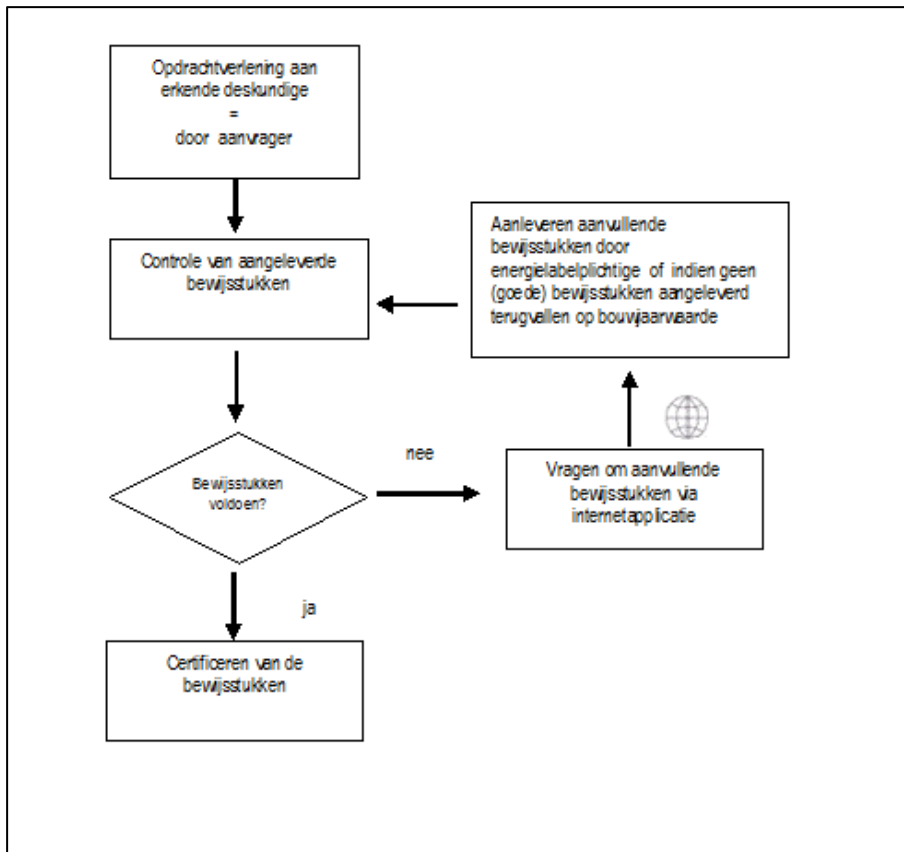 Opdrachtverlening aan
erkende deskundige
=
door aanvrager
Controle van aangeleverde
bewijsstukken
Aanleveren aanvullende
bewijsstukken door
energielabelplichtige of indien geen
(goede) bewijsstukken aangeleverd
terugvallen op bouwjaarwaarde
Bewijsstukken
voldoen?
nee
Vragen om aanvullende
bewijsstukken via
internetapplicatie
ja
Certificeren van de
bewijsstukken